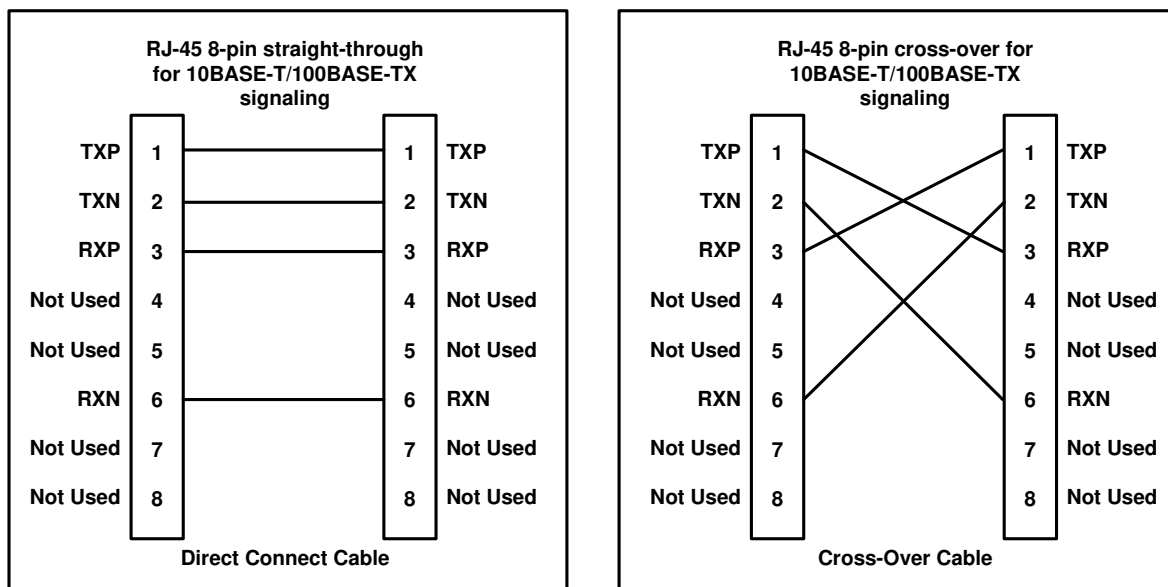 RJ-45 8-pin straight-through
for 10BASE-T/100BASE-TX
signaling
TXP 1 1 TXP
TXN 2 2 TXN
RXP 3 3 RXP
Not Used 4 4 Not Used
Not Used 5 5 Not Used
RXN 6 6 RXN
Not Used 7 7 Not Used
Not Used 8 8 Not Used
Direct Connect Cable
RJ-45 8-pin cross-over for
10BASE-T/100BASE-TX
signaling
TXP 1 1 TXP
TXN 2 2 TXN
RXP 3 3 RXP
Not Used 4 4 Not Used
Not Used 5 5 Not Used
RXN 6 6 RXN
Not Used 7 7 Not Used
Not Used 8 8 Not Used
Cross-Over Cable